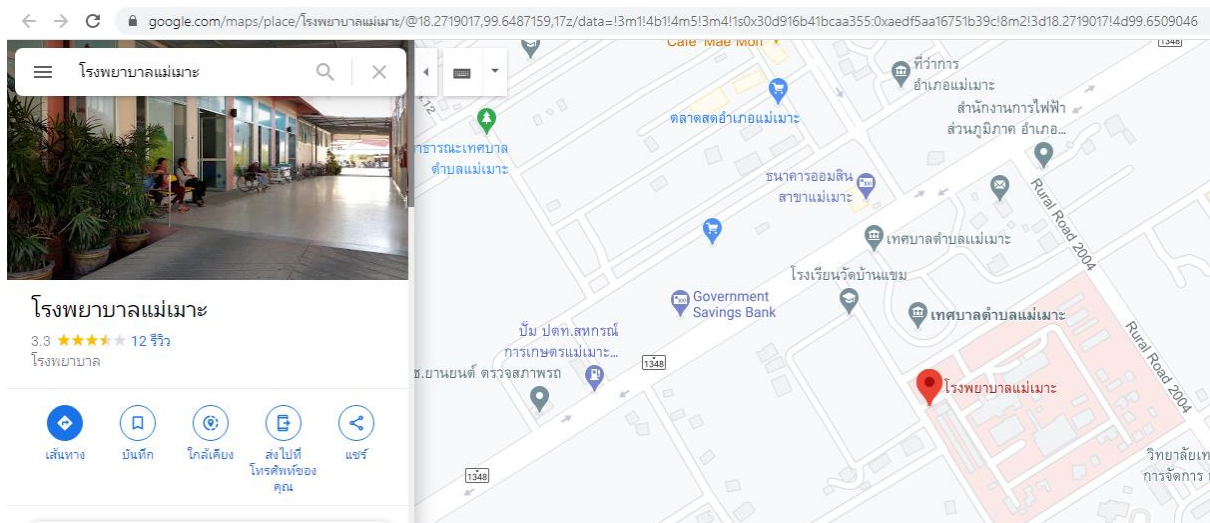 google.com/maps/place/โรงพยาบาลแม่เมาะ/@18.2719017,99.6487159,17z/data=!3m1!4b1!4m5!3m4!1s0x30d916b41bcaa355:0xaedf5aa16751b39c!8m2!3d18.2719017!4d99.6509046
โรงพยาบาลแม่เมาะ
โรงพยาบาลแม่เมาะ
3.3
12 รีวิว
โรงพยาบาล
เส้นทาง
บันทึก
ใกล้เคียง
ส่งไปที่
โทรศัพท์ของ
คุณ
แชร์
Cafe Mae Moh
1348
ที่ว่าการ
อำเภอแม่เมาะ
ตลาดสดอำเภอแม่เมาะ
สำนักงานการไฟฟ้า
ส่วนภูมิภาค อำเภอ...
ารณะเทศบาล
ตำบลแม่เมาะ
ธนาคารออมสิน
สาขาแม่เมาะ
Rural Road 2004
เทศบาลตำบลแม่เมาะ
โรงเรียนวัดบ้านแขม
Government
Savings Bank
เทศบาลตำบลแม่เมาะ
ปั๊ม ปตท.สหกรณ์
การเกษตรแม่เมาะ...
1348
Rural Road 2004
ช.ยานยนต์ ตรวจสภาพรถ
โรงพยาบาลแม่เมาะ
วิทยาลัยเท
การจัดการ
1348